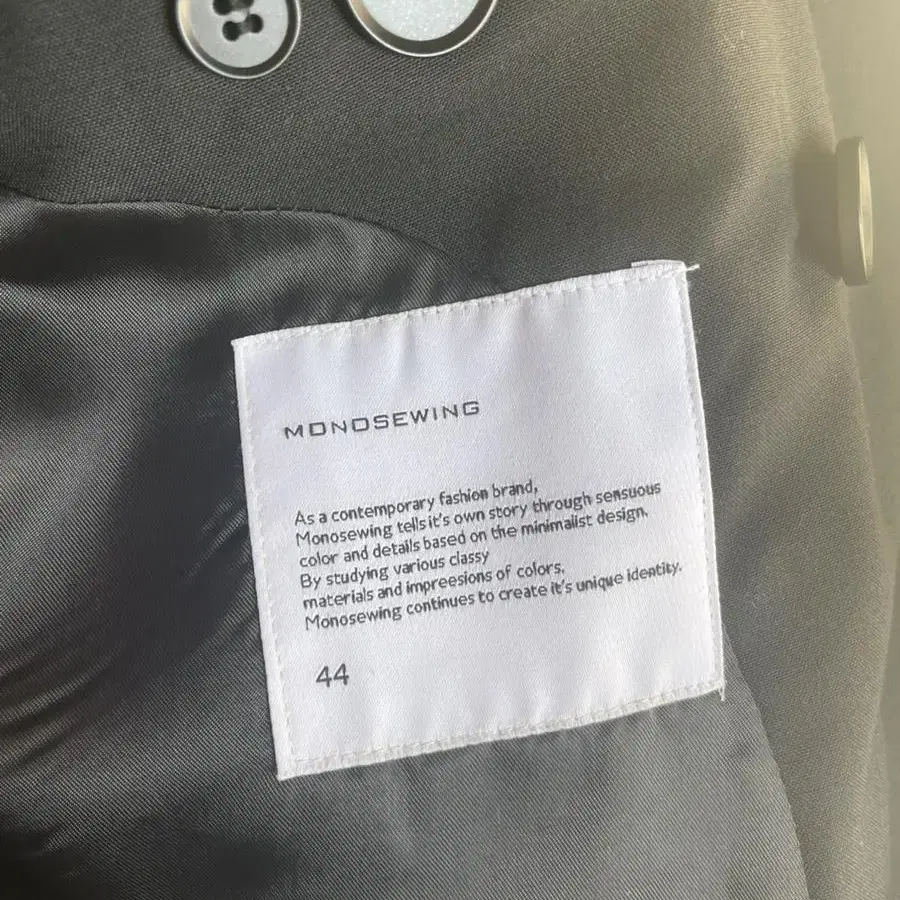 MONOSEWING
As a contemporary fashion brand,
Monosewing tells it's own story through sensuous
color and details based on the minimalist design.
By studying various classy
materials and impreesions of colors,
Monosewing continues to create it's unique identity.
44